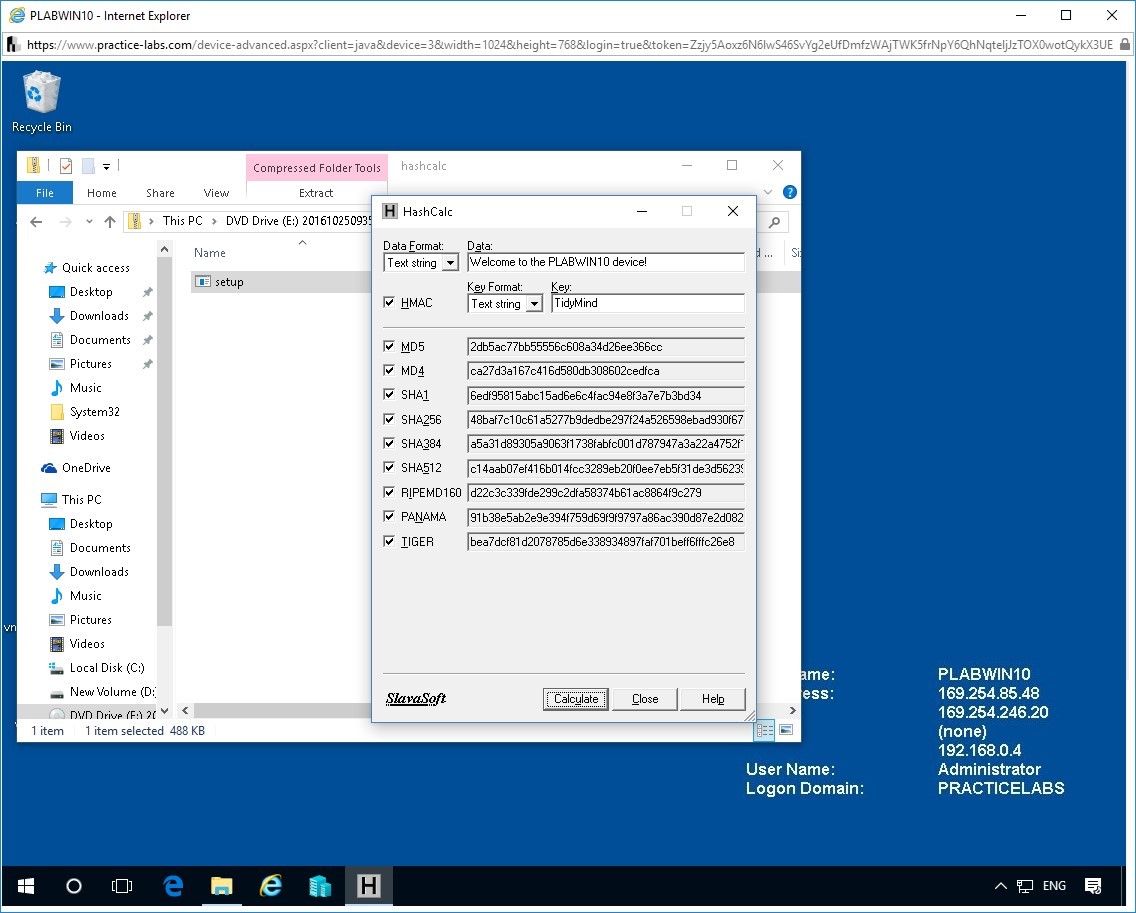 PLABWIN10 - Internet Explorer
https://www.practice-labs.com/device-advanced.aspx?client=java&device=3&width=1024&height=768&login=true&token=
Recycle Bin
Compressed Folder Tools hashcalc
File Home Share View Extract
This PC > DVD Drive (E:) 2016102509
Name
setup
Quick access
Desktop
Downloads
Documents
Pictures
Music
System32
Videos
OneDrive
This PC
Desktop
Documents
Downloads
Music
Pictures
Videos
Local Disk (C:)
New Volume (D:
DVD Drive (E:) 20
1 item 1 item selected 488 KB
HashCalc
Data Format: Data:
Text string Welcome to the PLABWIN10 device!
Key Format: Key:
HMAC Text string TidyMind
MD5 2db5ac77bb55556c608a34d26ee366cc
MD4 ca27d3a167c416d580db308602cedfca
SHA1 6edf95815abc15ad6e6c4fac94e8f3a7e7b3bd34
SHA256 48baf7c10c61a5277b9dedbe297f24a526598ebad930f67
SHA384 a5a31d89305a9063f1738fabfc001d787947a3a22a4752f
SHA512 c14aab07ef416b014fcc3289eb20f0ee7eb5f31de3d5623
RIPEMD160 d22c3c339fde299c2dfa58374b61ac8864f9c279
PANAMA 91b38e5ab2e9e394f759d69f9f9797a86ac390d87e2d082
TIGER bea7dcf81d2078785d6e338934897faf701beff6fffc26e8
SlavaSoft Calculate Close Help
ame: PLABWIN10
ess: 169.254.85.48
169.254.246.20
(none)
192.168.0.4
User Name: Administrator
Logon Domain: PRACTICELABS
ENG